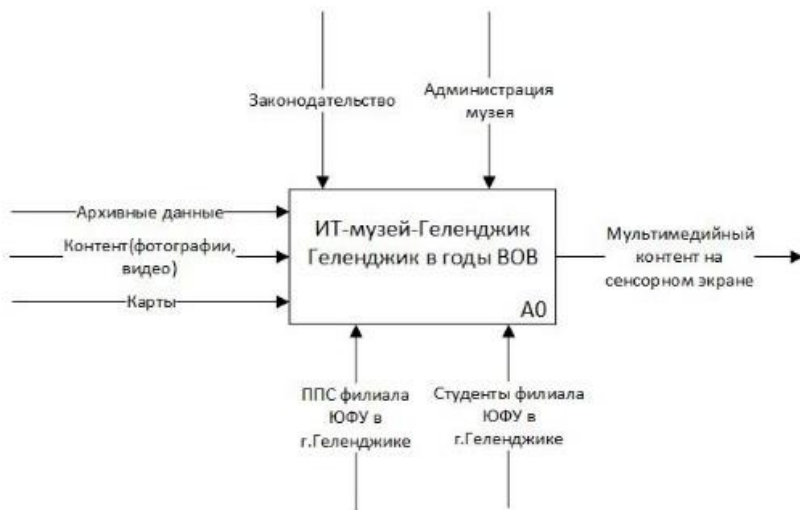 Законодательство
Администрация
музея
Архивные данные
Контент(фотографии,
видео)
Карты
ИТ-музей-Геленджик
Геленджик в годы ВОВ
А0
Мультимедийный
контент на
сенсорном экране
ППС филиала
ЮФУ в
г.Геленджике
Студенты филиала
ЮФУ в
г.Геленджике